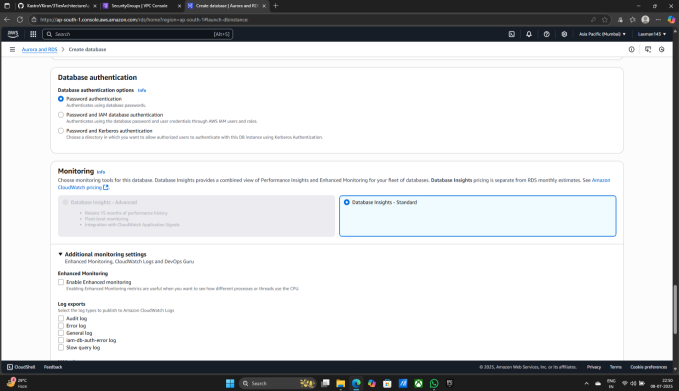 KastroVKiran/3TierArchitecture/
SecurityGroups | VPC Console
Create database | Aurora and RDS
https://ap-south-1.console.aws.amazon.com/rds/home?region=ap-south-1#launch-dbinstance
aws
Search
[Alt+S]
Asia Pacific (Mumbai)
Laxman143
Aurora and RDS
Create database
Database authentication
Database authentication options Info
Password authentication
Authenticates using database passwords.
Password and IAM database authentication
Authenticates using the database password and user credentials through AWS IAM users and roles.
Password and Kerberos authentication
Choose a directory in which you want to allow authorized users to authenticate with this DB instance using Kerberos Authentication.
Monitoring Info
Choose monitoring tools for this database. Database Insights provides a combined view of Performance Insights and Enhanced Monitoring for your fleet of databases. Database Insights pricing is separate from RDS monthly estimates. See Amazon
CloudWatch pricing
Database Insights - Advanced
Retains 15 months of performance history
Fleet-level monitoring
Integration with CloudWatch Application Signals
Database Insights - Standard
Additional monitoring settings
Enhanced Monitoring, CloudWatch Logs and DevOps Guru
Enhanced Monitoring
Enable Enhanced monitoring
Enabling Enhanced Monitoring metrics are useful when you want to see how different processes or threads use the CPU.
Log exports
Select the log types to publish to Amazon CloudWatch Logs
Audit log
Error log
General log
iam-db-auth-error log
Slow query log
CloudShell
Feedback
© 2025, Amazon Web Services, Inc. or its affiliates.
Privacy
Terms
Cookie preferences
29°C
Haze
Search
ENG
IN
22:50
08-07-2025